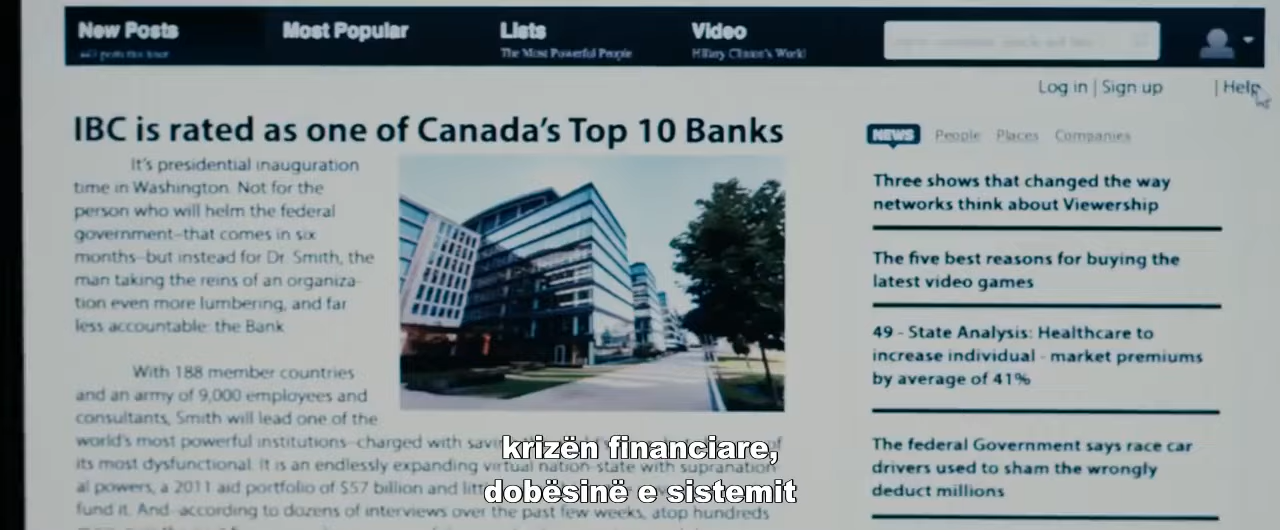 New Posts
Most Popular
Lists
Video
The Most Powerful People
Hillary Clinton's World
Log in | Sign up | Help
IBC is rated as one of Canada's Top 10 Banks
It's presidential inauguration
time in Washington. Not for the
person who will helm the federal
government-that comes in six
months-but instead for Dr. Smith, the
man taking the reins of an organiza-
tion even more lumbering, and far
less accountable: the Bank
With 188 member countries
and an army of 9,000 employees and
consultants, Smith will lead one of the
world's most powerful institutions-charged with
its most dysfunctional. It is an endlessly expanding virtual nation-state with supranation-
al powers, a 2011 aid portfolio of $57 billion and
fund it. And-according to dozens of interviews over the past few weeks, atop hundreds
NEWS People Places Companies
Three shows that changed the way
networks think about Viewership
The five best reasons for buying the
latest video games
49 - State Analysis: Healthcare to
increase individual - market premiums
by average of 41%
The federal Government says race car
drivers used to sham the wrongly
deduct millions
krizën financiare,
dobësinë e sistemit